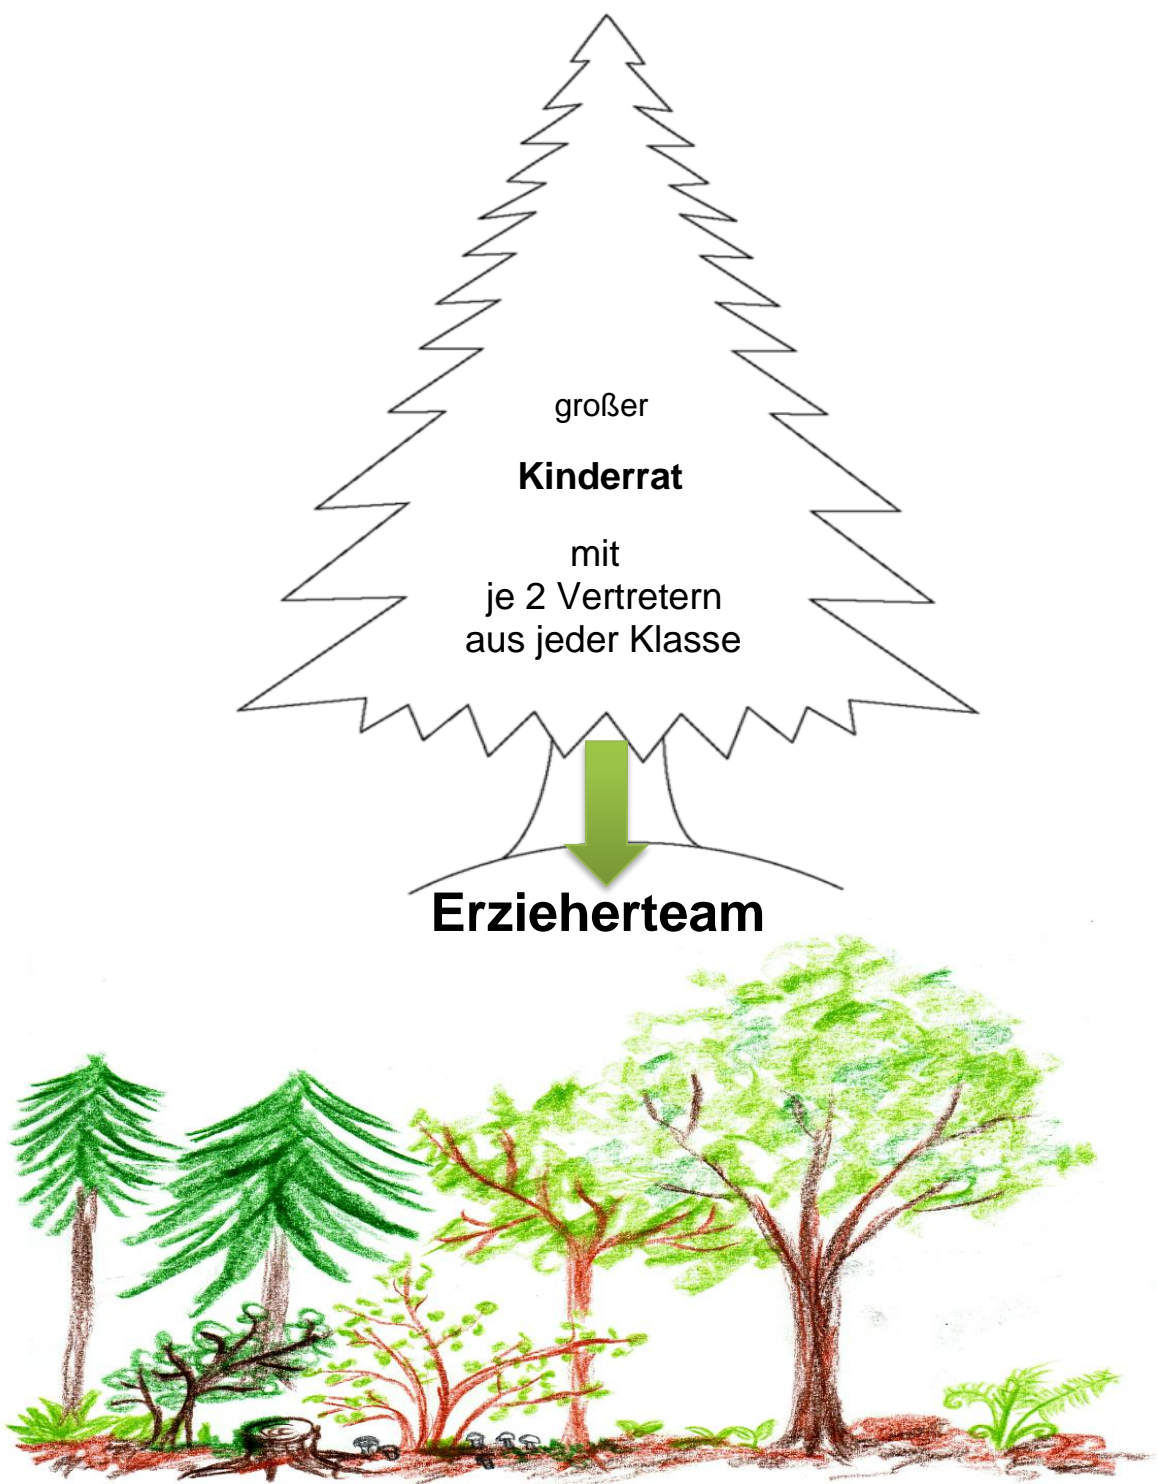 großer
Kinderrat
mit
je 2 Vertretern
aus jeder Klasse
Erzieherteam